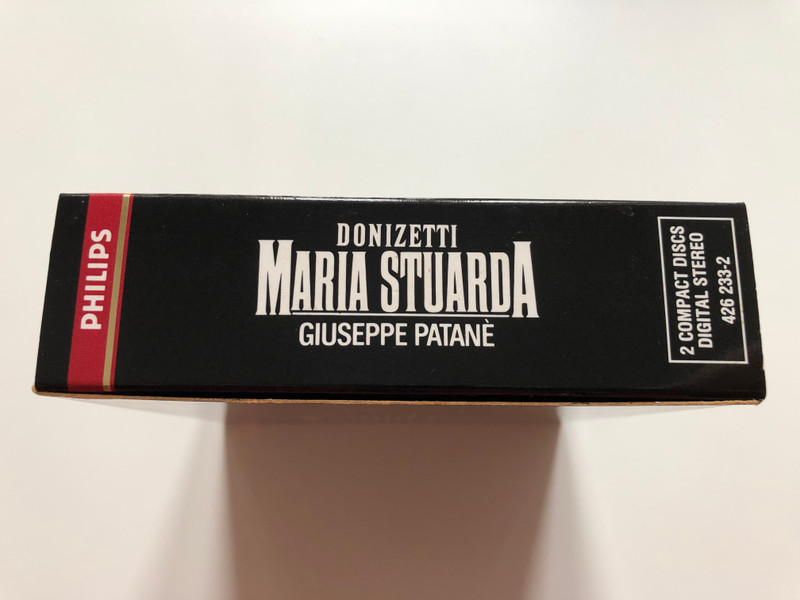 PHILIPS
DONIZETTI
MARIA STUARDA
GIUSEPPE PATANÈ
2 COMPACT DISCS
DIGITAL STEREO
426 233-2